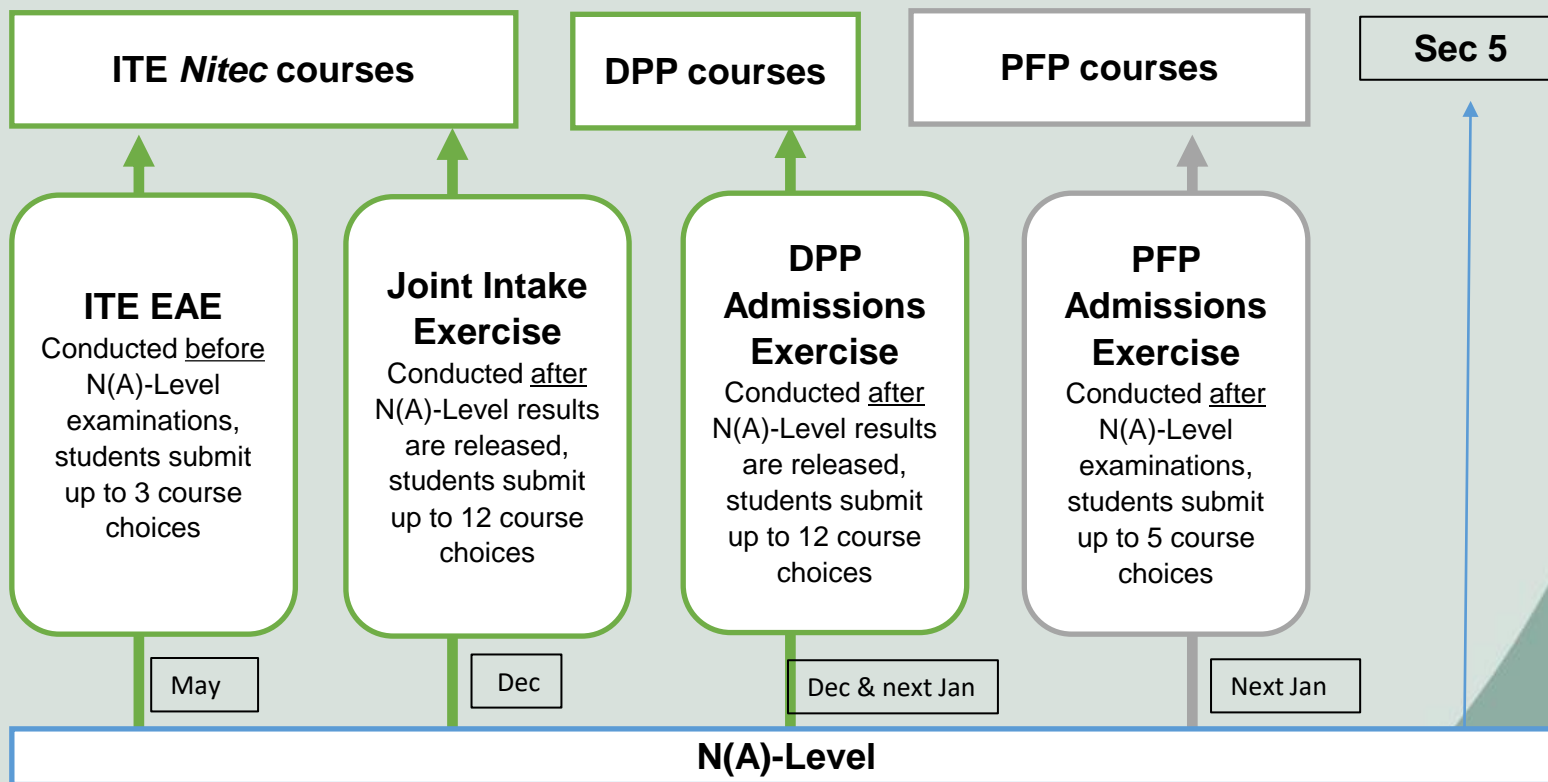 ITE Nitec courses
DPP courses
PFP courses
Sec 5
ITE EAE
Conducted before
N(A)-Level
examinations,
students submit
up to 3 course
choices
Joint Intake
Exercise
Conducted after
N(A)-Level results
are released,
students submit
up to 12 course
choices
DPP
Admissions
Exercise
Conducted after
N(A)-Level results
are released,
students submit
up to 12 course
choices
PFP
Admissions
Exercise
Conducted after
N(A)-Level
examinations,
students submit
up to 5 course
choices
May
Dec
Dec & next Jan
Next Jan
N(A)-Level